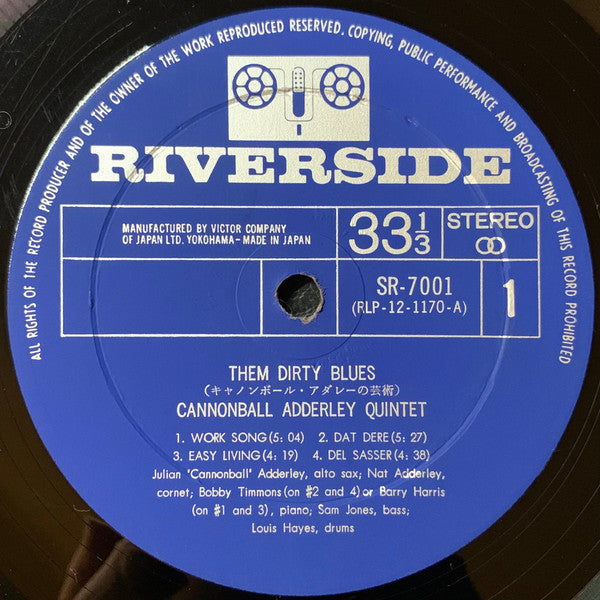 ALL RIGHTS OF THE RECORD PRODUCER AND OF THE OWNER OF THE WORK REPRODUCED RESERVED. COPYING, PUBLIC PERFORMANCE AND BROADCASTING OF THIS RECORD PROHIBITED
RIVERSIDE
MANUFACTURED BY VICTOR COMPANY
OF JAPAN LTD. YOKOHAMA-MADE IN JAPAN
33 1/3
STEREO
SR-7001
(RLP-12-1170-A)
1
THEM DIRTY BLUES
(キャノンボール・アダレーの芸術)
CANNONBALL ADDERLEY QUINTET
1. WORK SONG(5:04) 2. DAT DERE(5:27)
3. EASY LIVING(4:19) 4. DEL SASSER(4:38)
Julian 'Cannonball' Adderley, alto sax; Nat Adderley,
cornet; Bobby Timmons(on #2 and 4)or Barry Harris
(on #1 and 3), piano; Sam Jones, bass;
Louis Hayes, drums